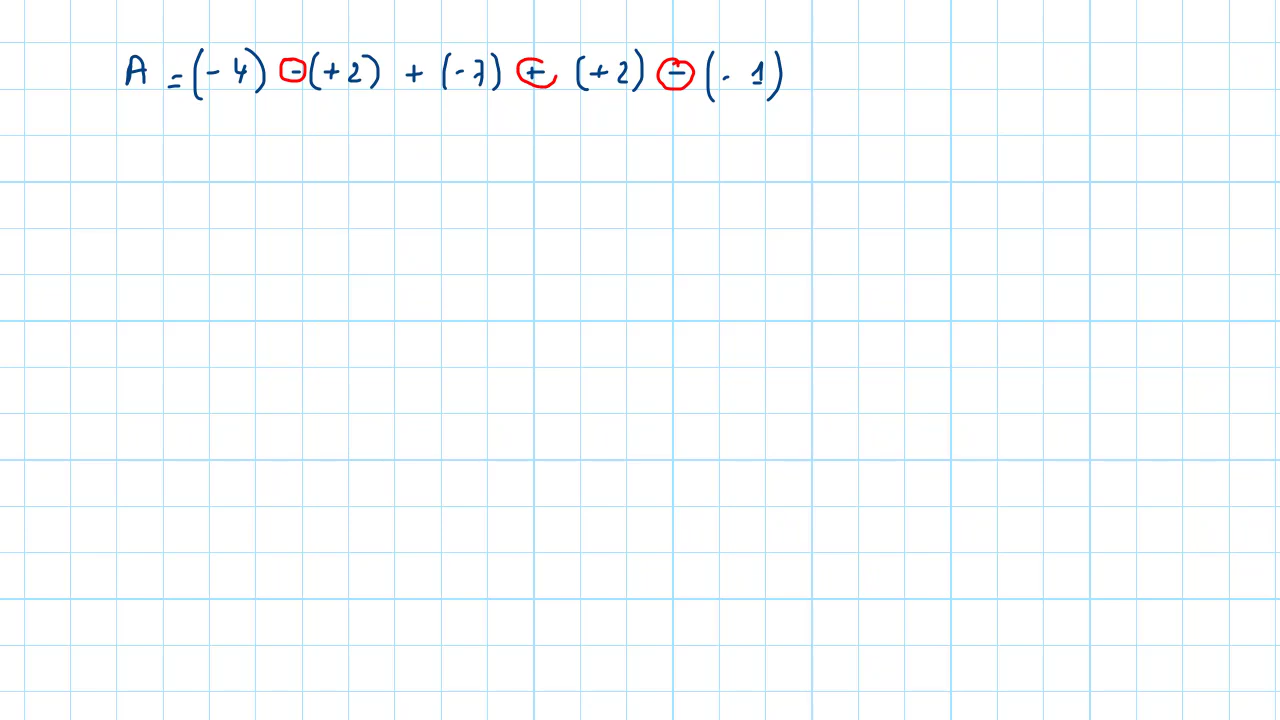 A = (- 4) - (+ 2) + (- 7) + (+ 2) - (- 1)